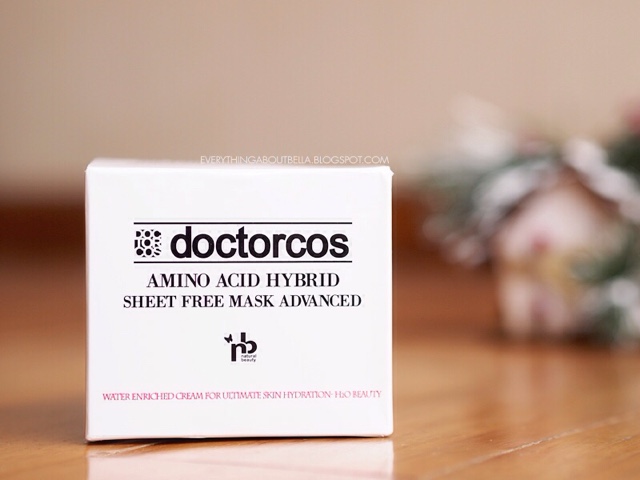 EVERYTHINGABOUTBELLA.BLOGSPOT.COM
doctorcos
AMINO ACID HYBRID
SHEET FREE MASK ADVANCED
nb
natural
beauty
WATER ENRICHED CREAM FOR ULTIMATE SKIN HYDRATION- H2O BEAUTY